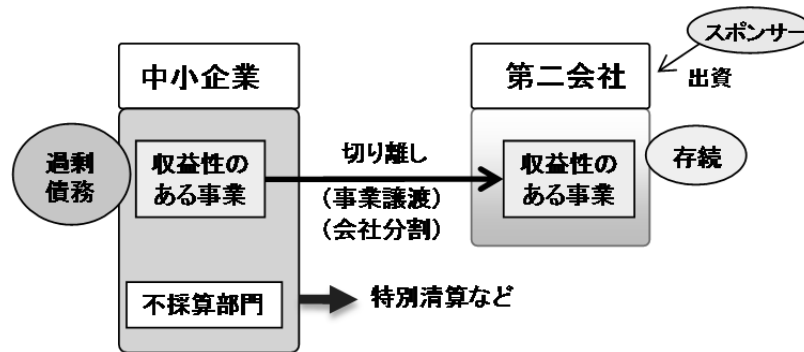 スポンサー
中小企業
第二会社
出資
過剰
債務
収益性の
ある事業
切り離し
（事業譲渡）
（会社分割）
収益性の
ある事業
存続
不採算部門
特別清算など